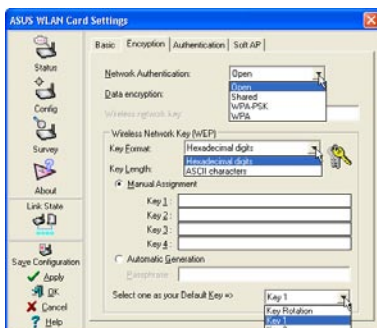 ASUS WLAN Card Settings
Status
Config
Survey
About
Link State
Save Configuration
Apply
OK
Cancel
Help
Basic Encryption Authentication Soft AP
Network Authentication: Open
Open
Shared
WPA-PSK
WPA
Data encryption:
Wireless network key:
Wireless Network Key (WEP)
Key Format: Hexadecimal digits
Hexadecimal digits
ASCII characters
Key Length:
Manual Assignment
Key 1 :
Key 2 :
Key 3 :
Key 4 :
Automatic Generation
Passphrase :
Select one as your Default Key => Key 1
Key Rotation
Key 1